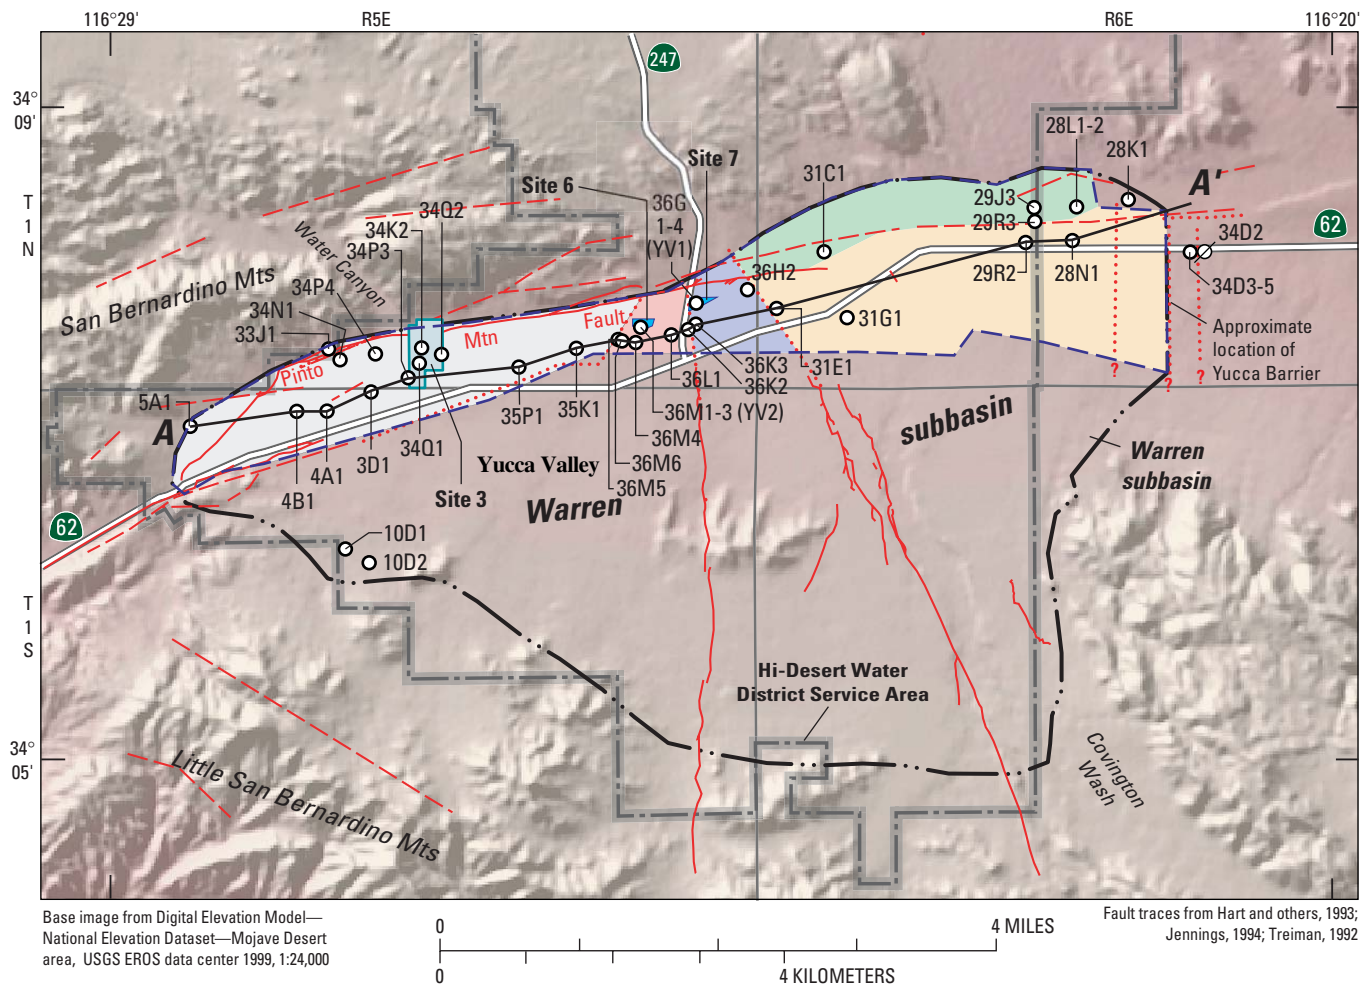 116°29'
R5E
R6E
116°20'
34°
09'
T
1
N
247
Site 7
Site 6
36G
1-4
(YV1)
31C1
28L1-2
28K1
A'
29J3
29R3
62
34D2
34D3-5
29R2
28N1
36H2
31G1
Approximate
location of
Yucca Barrier
34Q2
34K2
34P3
Water Canyon
San Bernardino Mts
34P4
34N1
33J1
Pinto
Mtn
Fault
5A1
A
4B1
4A1
3D1
34Q1
Site 3
35P1
35K1
Yucca Valley
36L1
36K3
36K2
31E1
36M1-3 (YV2)
36M4
36M6
36M5
Warren
subbasin
Warren
subbasin
62
10D1
10D2
T
1
S
Hi-Desert Water
District Service Area
Covington
Wash
34°
05'
Little San Bernardino Mts
?
?
?
Base image from Digital Elevation Model—
National Elevation Dataset—Mojave Desert
area, USGS EROS data center 1999, 1:24,000
0
4 MILES
0
4 KILOMETERS
Fault traces from Hart and others, 1993;
Jennings, 1994; Treiman, 1992